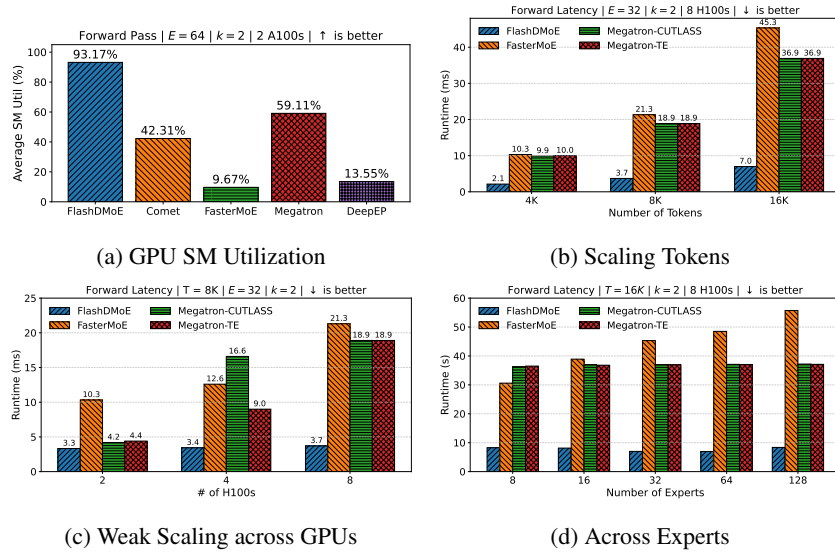 Forward Pass | E = 64 | k = 2 | 2 A100s | ↑ is better
Average SM Util (%)
100
80
60
40
20
0
93.17%
42.31%
9.67%
59.11%
13.55%
FlashDMoE Comet FasterMoE Megatron DeepEP
(a) GPU SM Utilization
Forward Latency | E = 32 | k = 2 | 8 H100s | ↓ is better
FlashDMoE Megatron-CUTLASS
FasterMoE Megatron-TE
Runtime (ms)
40
30
20
10
0
2.1 10.3 9.9 10.0
3.7 21.3 18.9 18.9
7.0 45.3 36.9 36.9
4K 8K 16K
Number of Tokens
(b) Scaling Tokens
Forward Latency | T = 8K | E = 32 | k = 2 | ↓ is better
FlashDMoE Megatron-CUTLASS
FasterMoE Megatron-TE
Runtime (ms)
25
20
15
10
5
0
3.3 10.3 4.2 4.4
3.4 12.6 16.6 9.0
3.7 21.3 18.9 18.9
2 4 8
# of H100s
(c) Weak Scaling across GPUs
Forward Latency | T = 16K | k = 2 | 8 H100s | ↓ is better
FlashDMoE Megatron-CUTLASS
FasterMoE Megatron-TE
Runtime (s)
60
50
40
30
20
10
0
8 16 32 64 128
Number of Experts
(d) Across Experts